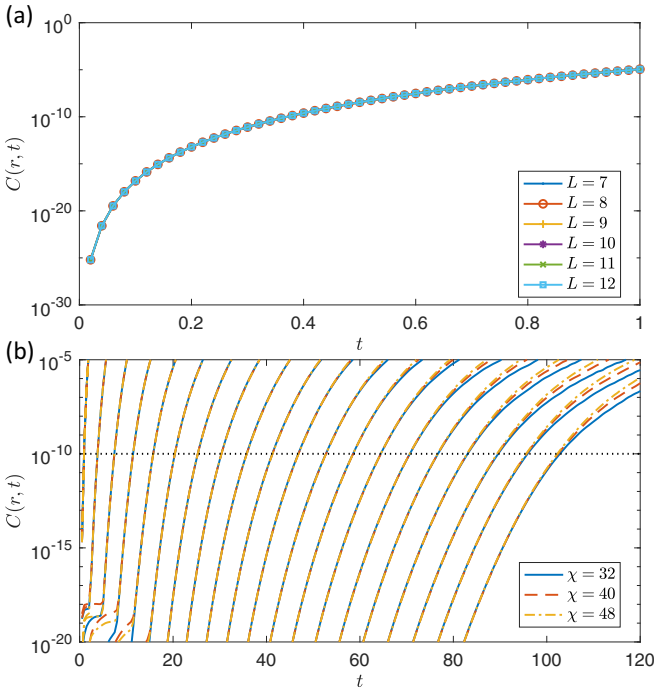 (a)
10^0
10^-10
10^-20
10^-30
C(r, t)
L = 7
L = 8
L = 9
L = 10
L = 11
L = 12
0 0.2 0.4 0.6 0.8 1
t
(b)
10^-5
10^-10
10^-15
10^-20
C(r, t)
χ = 32
χ = 40
χ = 48
0 20 40 60 80 100 120
t